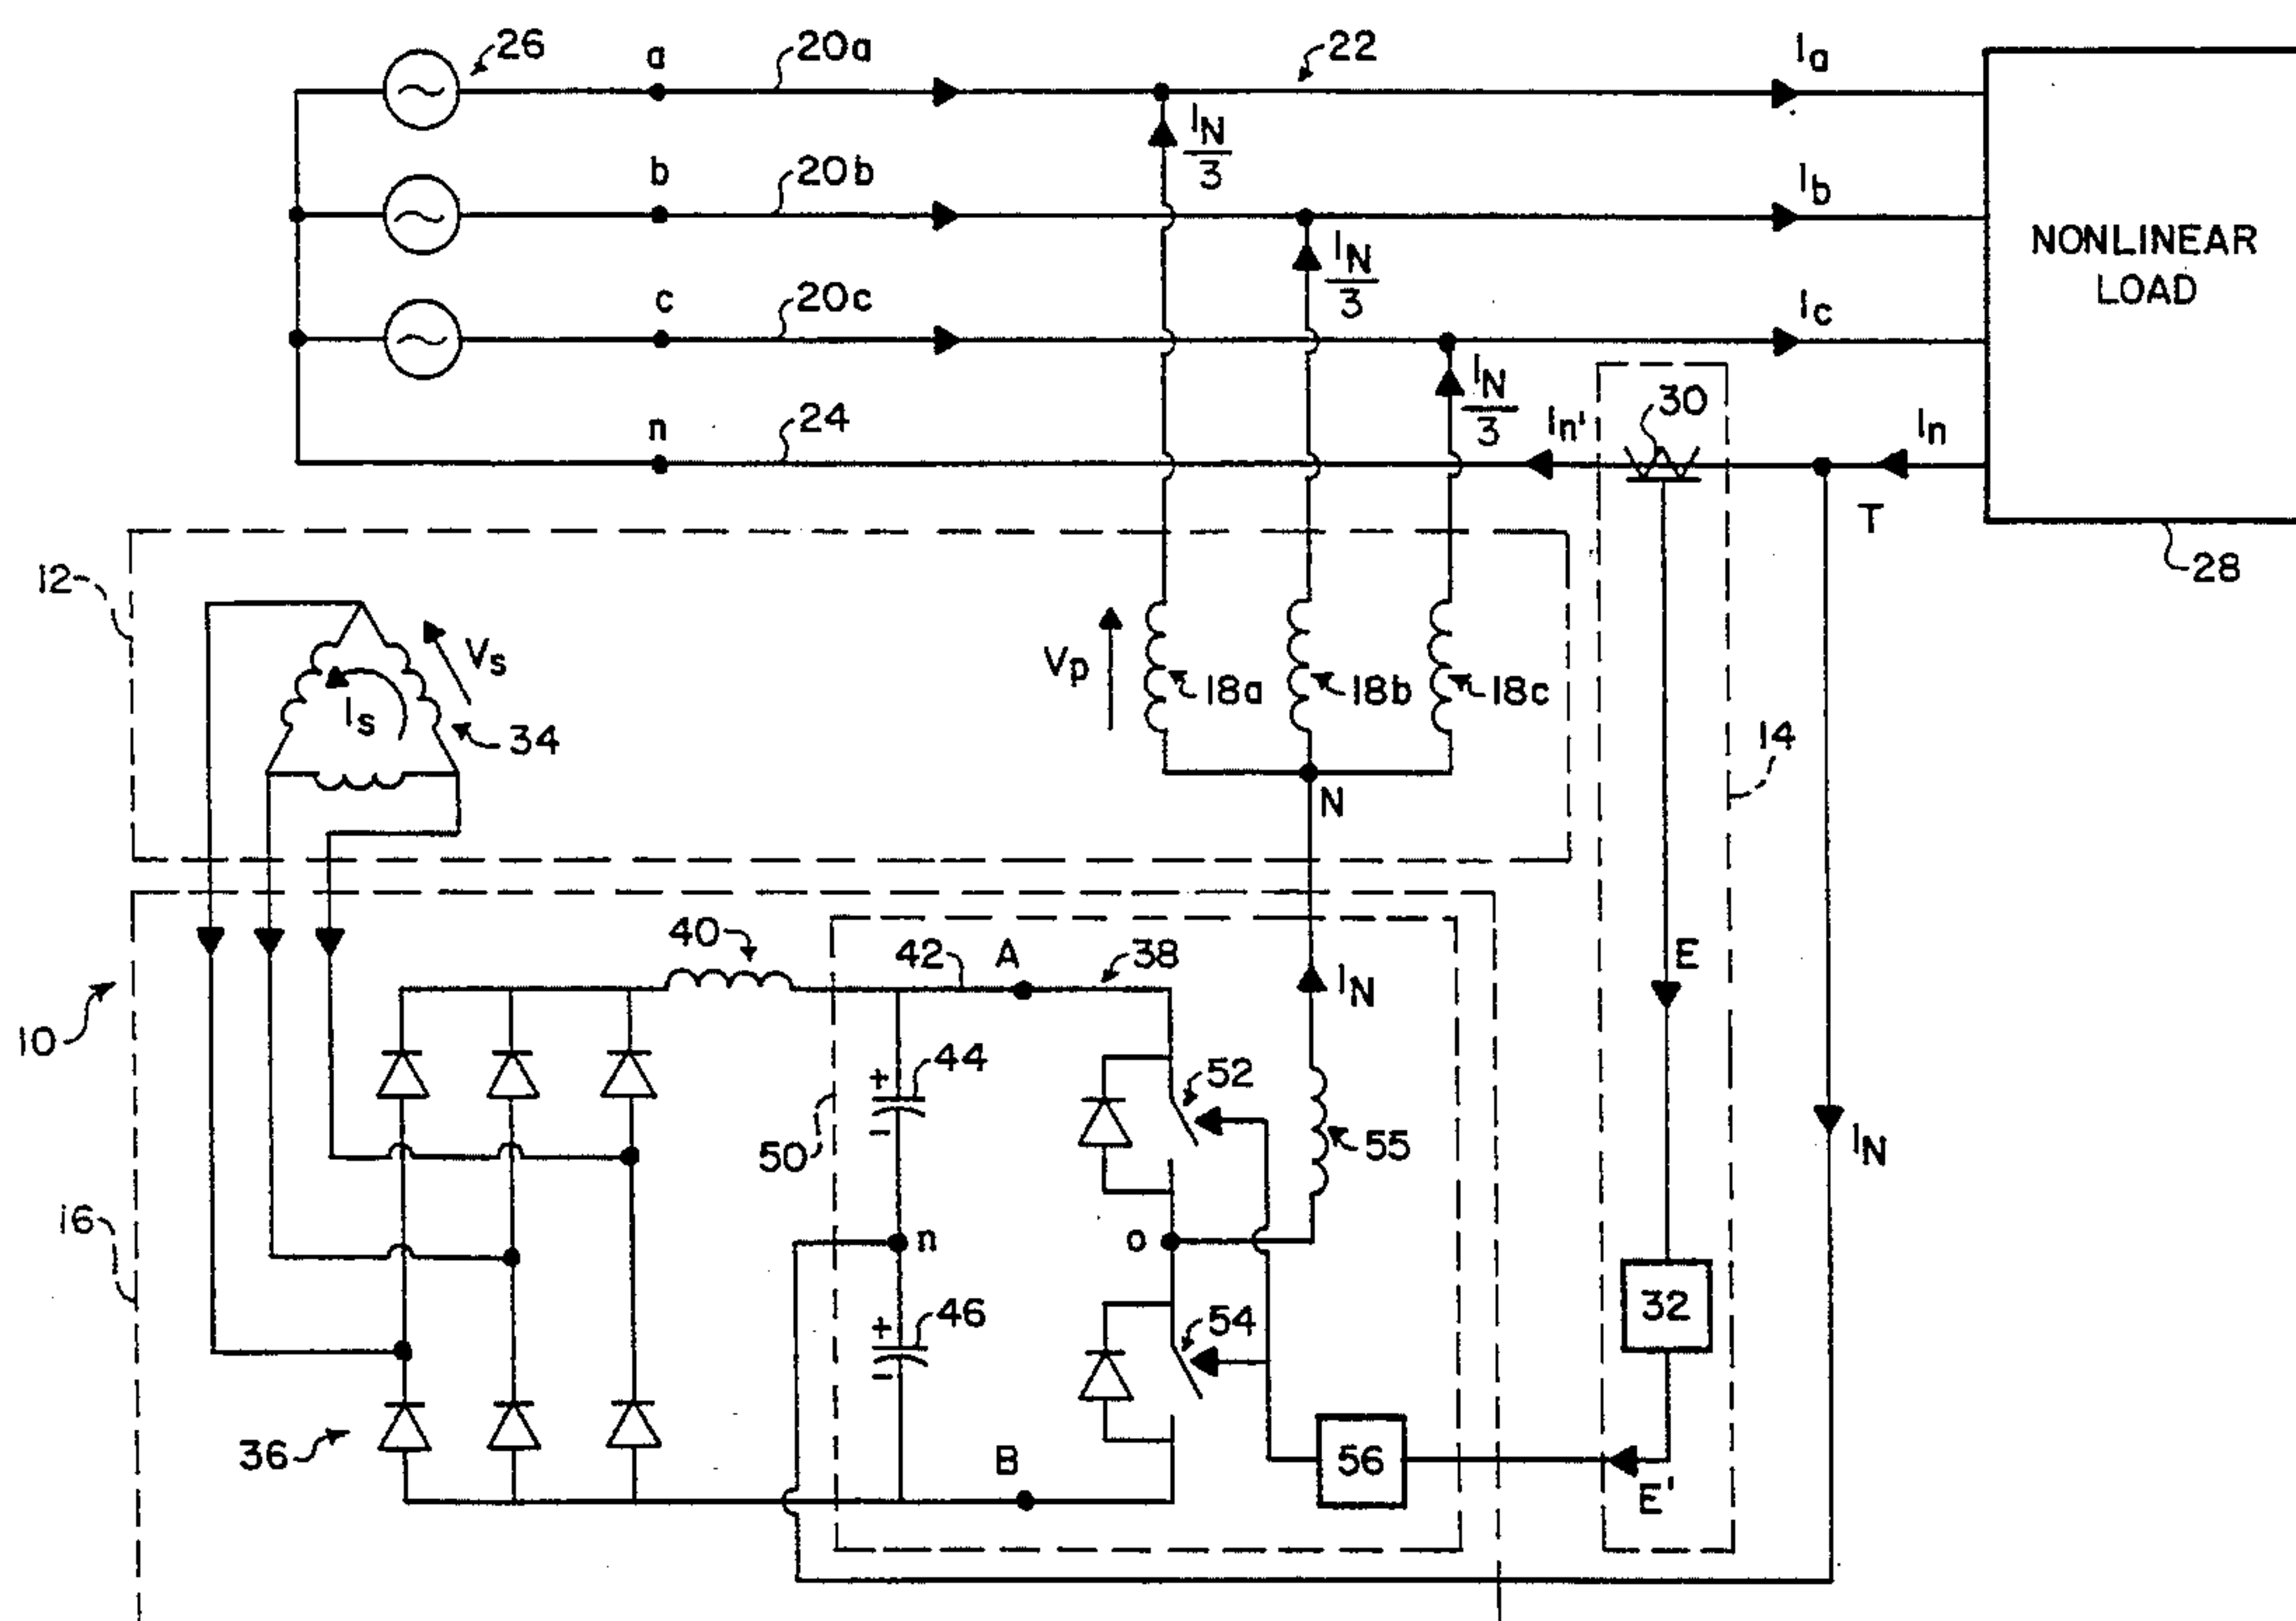 26
a
20a
22
Ia
IN
3
b
20b
Ib
IN
3
NONLINEAR
LOAD
c
20c
Ic
IN
3
n
24
In'
30
In
T
28
12
Vs
Is
34
Vp
18a
18b
18c
14
N
10
40
42
A
38
IN
E
+
44
-
52
50
55
IN
16
n
o
+
46
-
54
32
36
B
56
E'